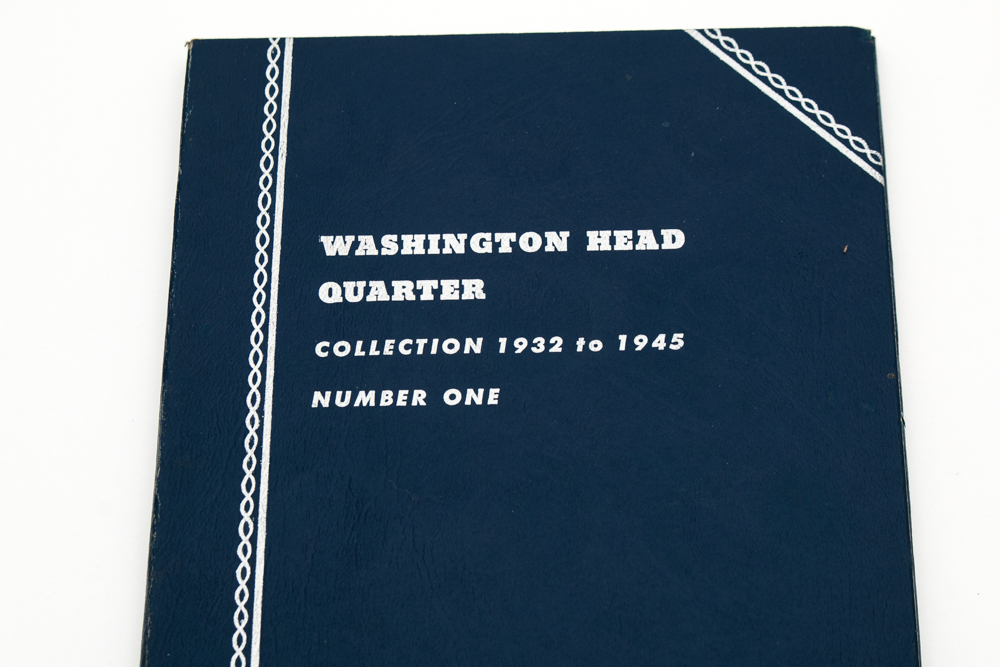 WASHINGTON HEAD
QUARTER
COLLECTION 1932 to 1945
NUMBER ONE